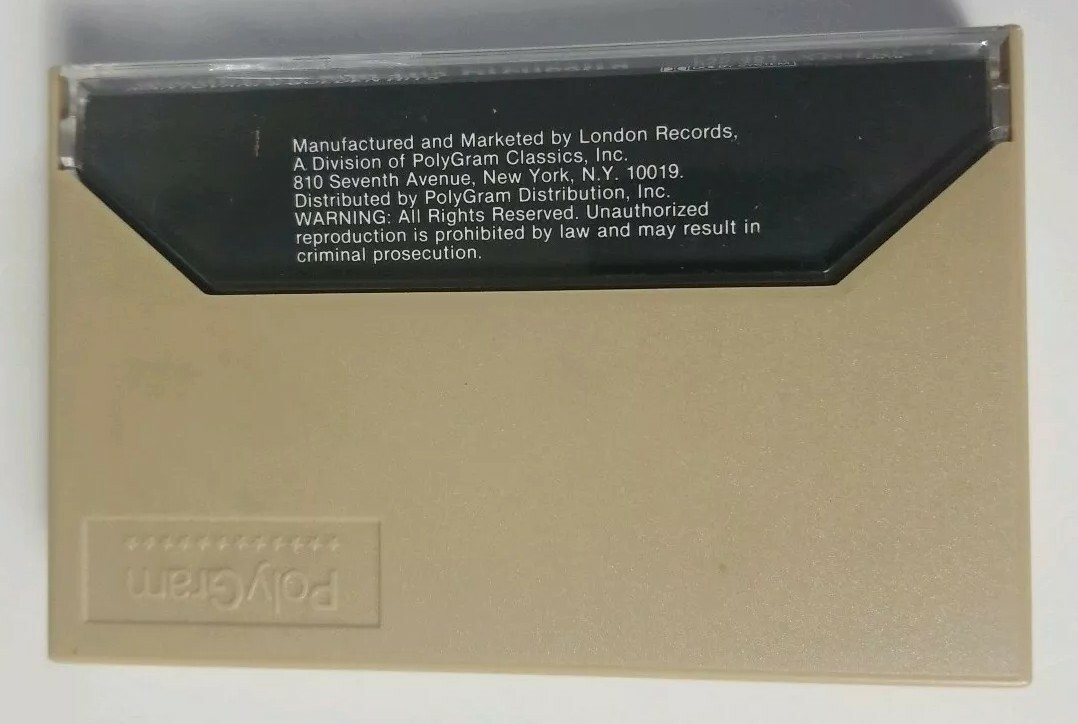 Manufactured and Marketed by London Records,
A Division of PolyGram Classics, Inc.
810 Seventh Avenue, New York, N.Y. 10019.
Distributed by PolyGram Distribution, Inc.
WARNING: All Rights Reserved. Unauthorized
reproduction is prohibited by law and may result in
criminal prosecution.
PolyGram